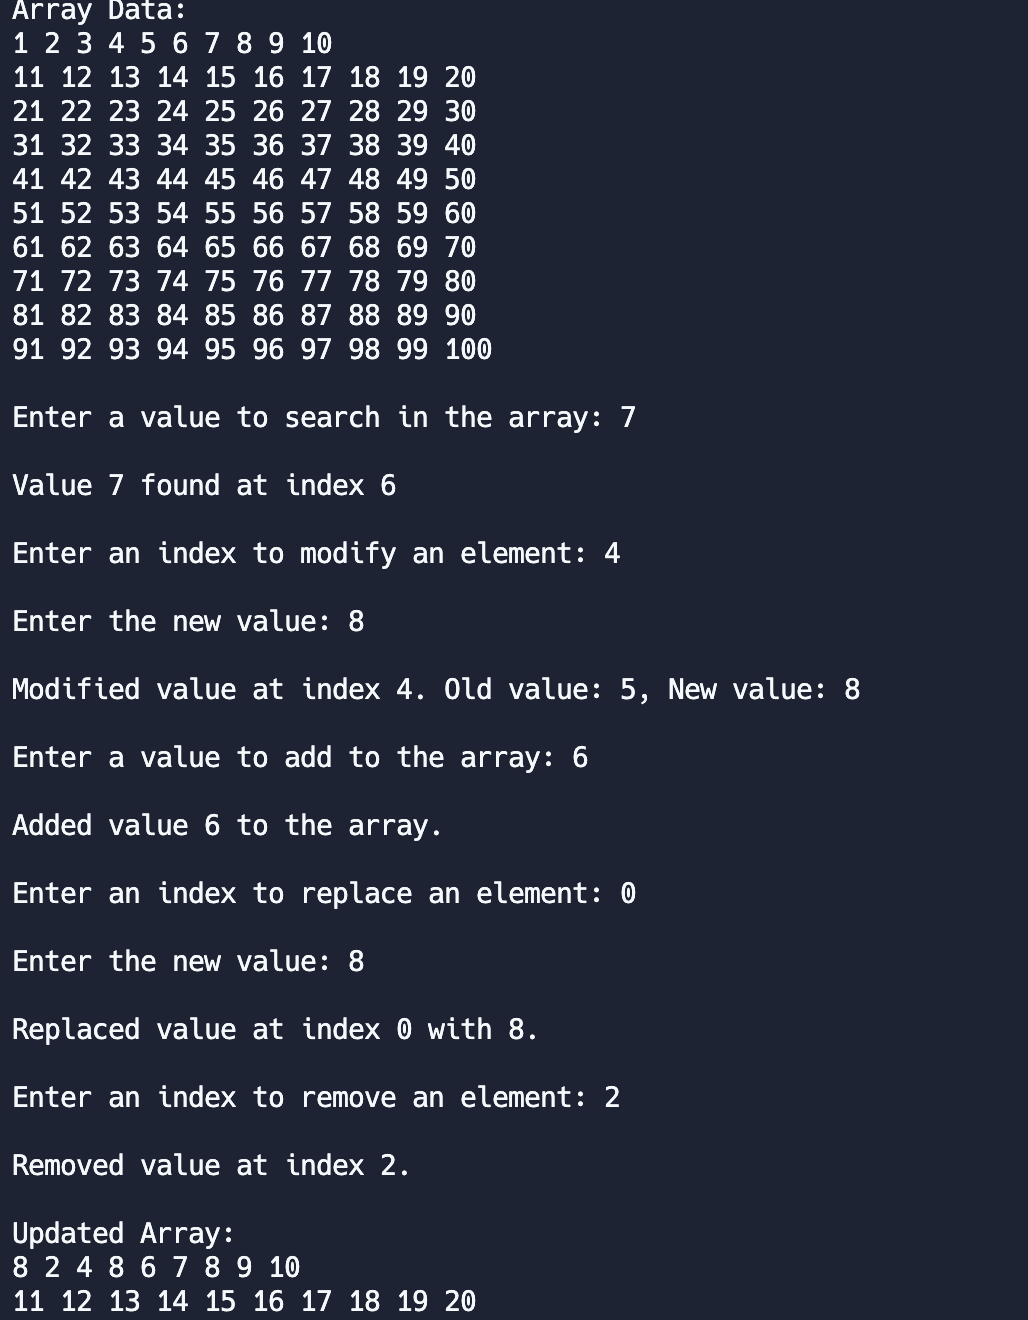 Array Data:
1 2 3 4 5 6 7 8 9 10
11 12 13 14 15 16 17 18 19 20
21 22 23 24 25 26 27 28 29 30
31 32 33 34 35 36 37 38 39 40
41 42 43 44 45 46 47 48 49 50
51 52 53 54 55 56 57 58 59 60
61 62 63 64 65 66 67 68 69 70
71 72 73 74 75 76 77 78 79 80
81 82 83 84 85 86 87 88 89 90
91 92 93 94 95 96 97 98 99 100
Enter a value to search in the array: 7
Value 7 found at index 6
Enter an index to modify an element: 4
Enter the new value: 8
Modified value at index 4. Old value: 5, New value: 8
Enter a value to add to the array: 6
Added value 6 to the array.
Enter an index to replace an element: 0
Enter the new value: 8
Replaced value at index 0 with 8.
Enter an index to remove an element: 2
Removed value at index 2.
Updated Array:
8 2 4 8 6 7 8 9 10
11 12 13 14 15 16 17 18 19 20